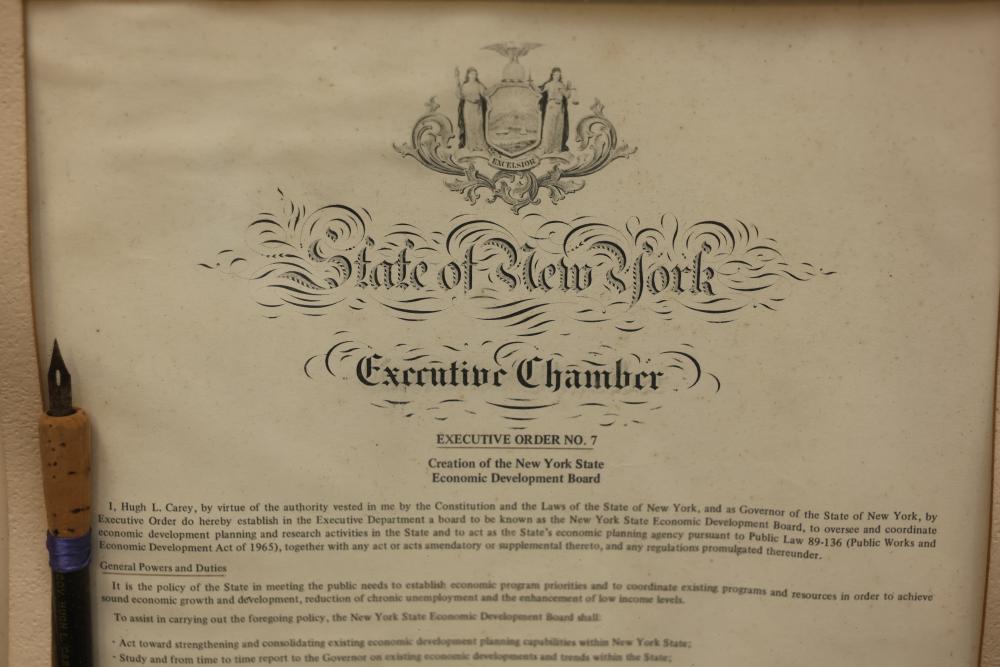 EXCELSIOR
State of New York
Executive Chamber
EXECUTIVE ORDER NO. 7
Creation of the New York State
Economic Development Board
I, Hugh L. Carey, by virtue of the authority vested in me by the Constitution and the Laws of the State of New York, and as Governor of the State of New York, by
Executive Order do hereby establish in the Executive Department a board to be known as the New York State Economic Development Board, to oversee and coordinate
economic development planning and research activities in the State and to act as the State's economic planning agency pursuant to Public Law 89-136 (Public Works and
Economic Development Act of 1965), together with any act or acts amendatory or supplemental thereto, and any regulations promulgated thereunder.
General Powers and Duties
It is the policy of the State in meeting the public needs to establish economic program priorities and to coordinate existing programs and resources in order to achieve
sound economic growth and development, reduction of chronic unemployment and the enhancement of low income levels.
To assist in carrying out the foregoing policy, the New York State Economic Development Board shall:
· Act toward strengthening and consolidating existing economic development planning capabilities within New York State;
· Study and from time to time report to the Governor on existing economic developments and trends within the State;
GOV. HUGH L.